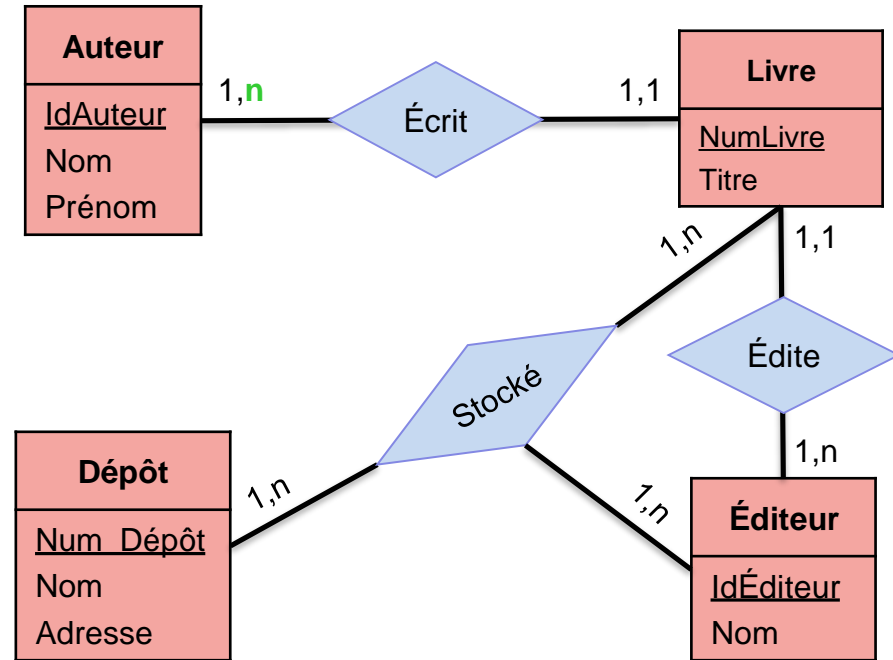 Auteur
IdAuteur
Nom
Prénom
1,n
Écrit
1,1
Livre
NumLivre
Titre
1,n
1,1
Stocké
Édite
1,n
1,n
1,n
Dépôt
Num_Dépôt
Nom
Adresse
Éditeur
IdÉditeur
Nom